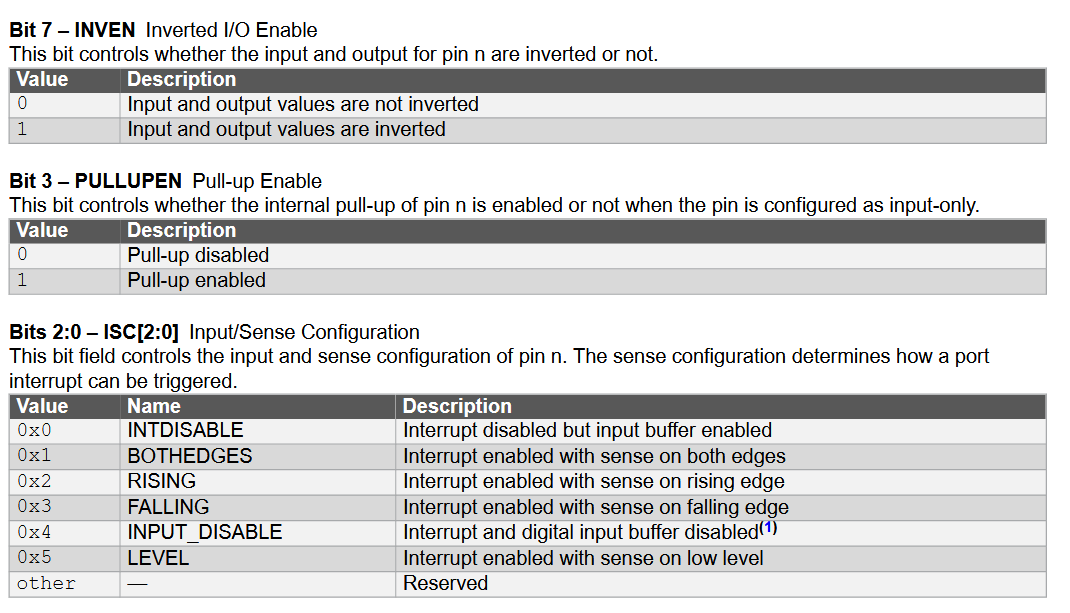 Bit 7 – INVEN Inverted I/O Enable
This bit controls whether the input and output for pin n are inverted or not.
Value Description
0 Input and output values are not inverted
1 Input and output values are inverted
Bit 3 – PULLUPEN Pull-up Enable
This bit controls whether the internal pull-up of pin n is enabled or not when the pin is configured as input-only.
Value Description
0 Pull-up disabled
1 Pull-up enabled
Bits 2:0 – ISC[2:0] Input/Sense Configuration
This bit field controls the input and sense configuration of pin n. The sense configuration determines how a port
interrupt can be triggered.
Value Name Description
0x0 INTDISABLE Interrupt disabled but input buffer enabled
0x1 BOTHEDGES Interrupt enabled with sense on both edges
0x2 RISING Interrupt enabled with sense on rising edge
0x3 FALLING Interrupt enabled with sense on falling edge
0x4 INPUT_DISABLE Interrupt and digital input buffer disabled(1)
0x5 LEVEL Interrupt enabled with sense on low level
other — Reserved